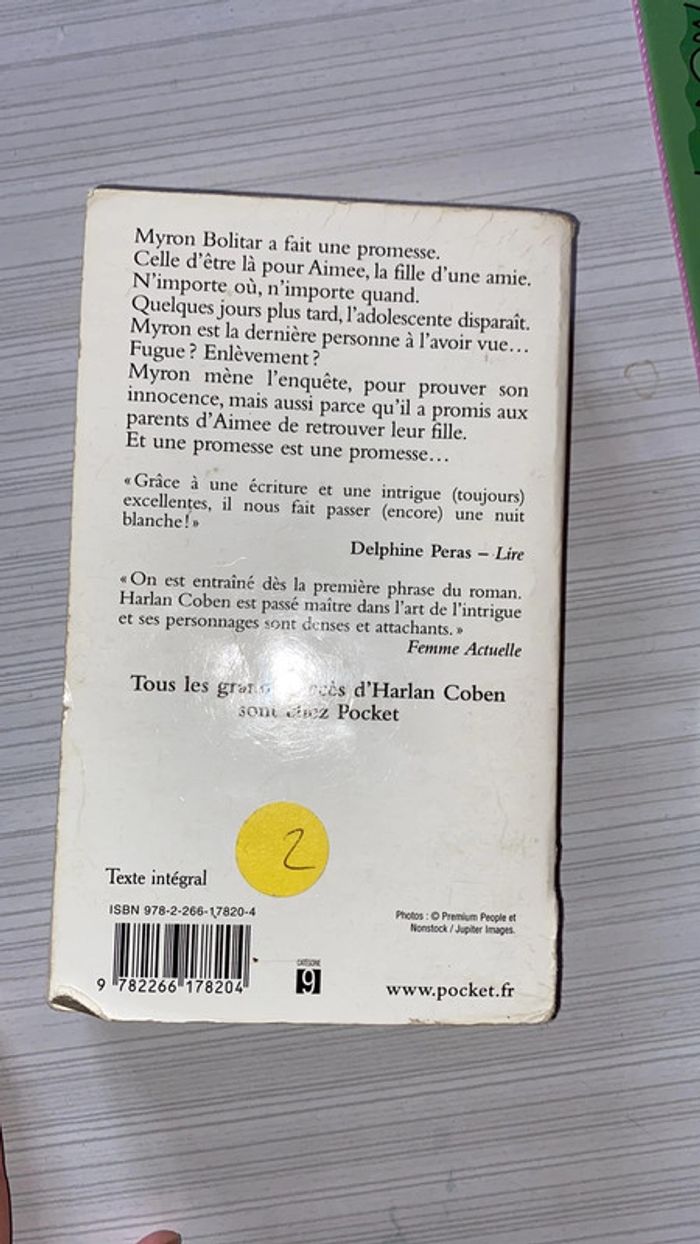 Myron Bolitar a fait une promesse.
Celle d'être là pour Aimee, la fille d'une amie.
N'importe où, n'importe quand.
Quelques jours plus tard, l'adolescente disparaît.
Myron est la dernière personne à l'avoir vue...
Fugue ? Enlèvement ?
Myron mène l'enquête, pour prouver son
innocence, mais aussi parce qu'il a promis aux
parents d'Aimee de retrouver leur fille.
Et une promesse est une promesse...
« Grâce à une écriture et une intrigue (toujours)
excellentes, il nous fait passer (encore) une nuit
blanche ! »
Delphine Peras – Lire
« On est entraîné dès la première phrase du roman.
Harlan Coben est passé maître dans l'art de l'intrigue
et ses personnages sont denses et attachants. »
Femme Actuelle
Tous les d'Harlan Coben
sont chez Pocket
2
Texte intégral
ISBN 978-2-266-17820-4
9 782266 178204
CATÉGORIE
9
Photos : © Premium People et
Nonstock / Jupiter Images.
www.pocket.fr